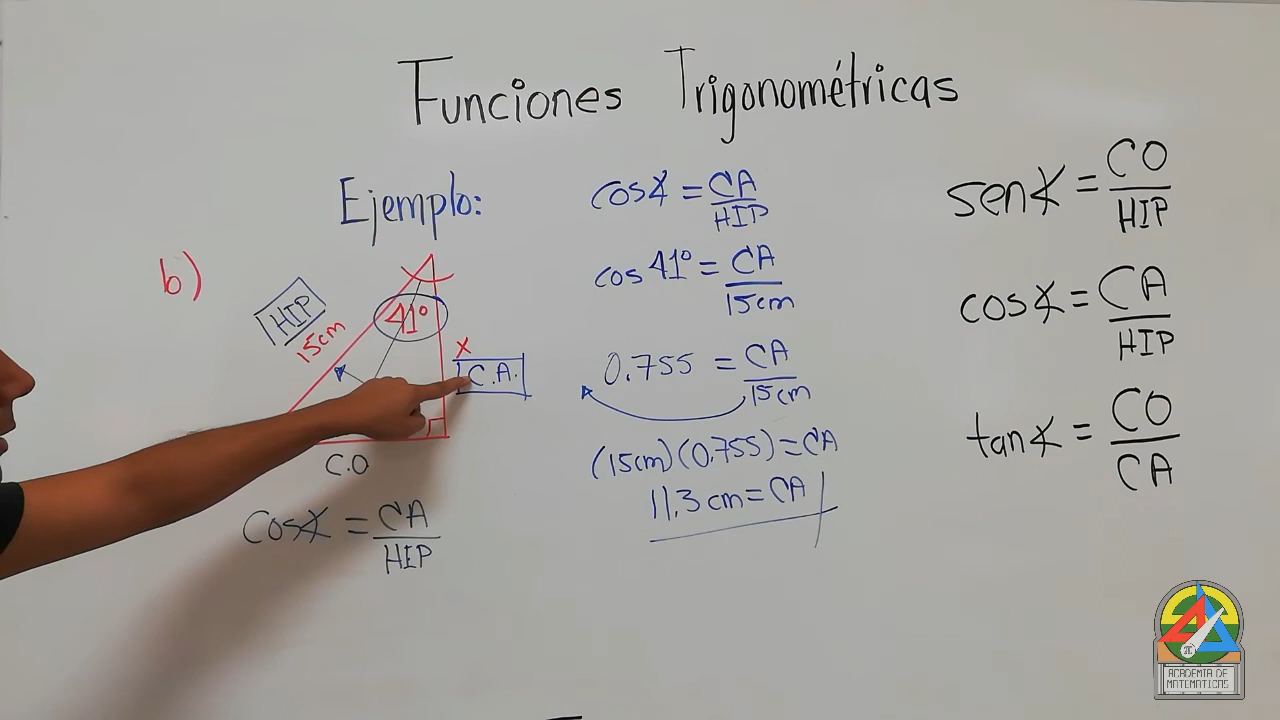 Funciones Trigonométricas
Ejemplo:
b)
HIP
15cm
41°
x
C.A.
C.O
Cos∡ = CA
HIP
cos∡ = CA
HIP
cos 41° = CA
15cm
0.755 = CA
15cm
(15cm)(0.755) = CA
11.3 cm = CA
sen∡ = CO
HIP
cos∡ = CA
HIP
tan∡ = CO
CA
π
ACADEMIA DE
MATEMATICAS